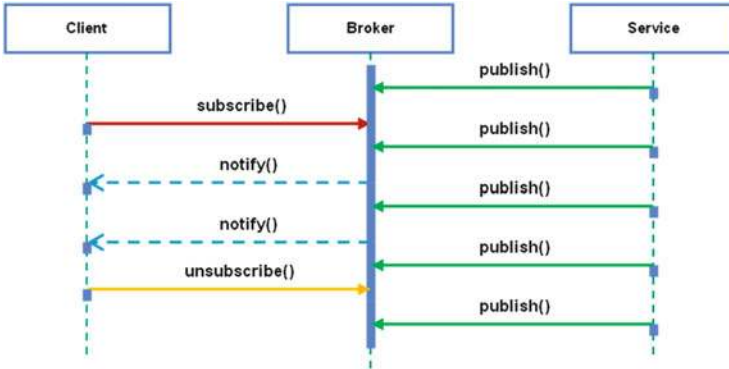 Client
Broker
Service
publish()
subscribe()
publish()
notify()
publish()
notify()
publish()
unsubscribe()
publish()